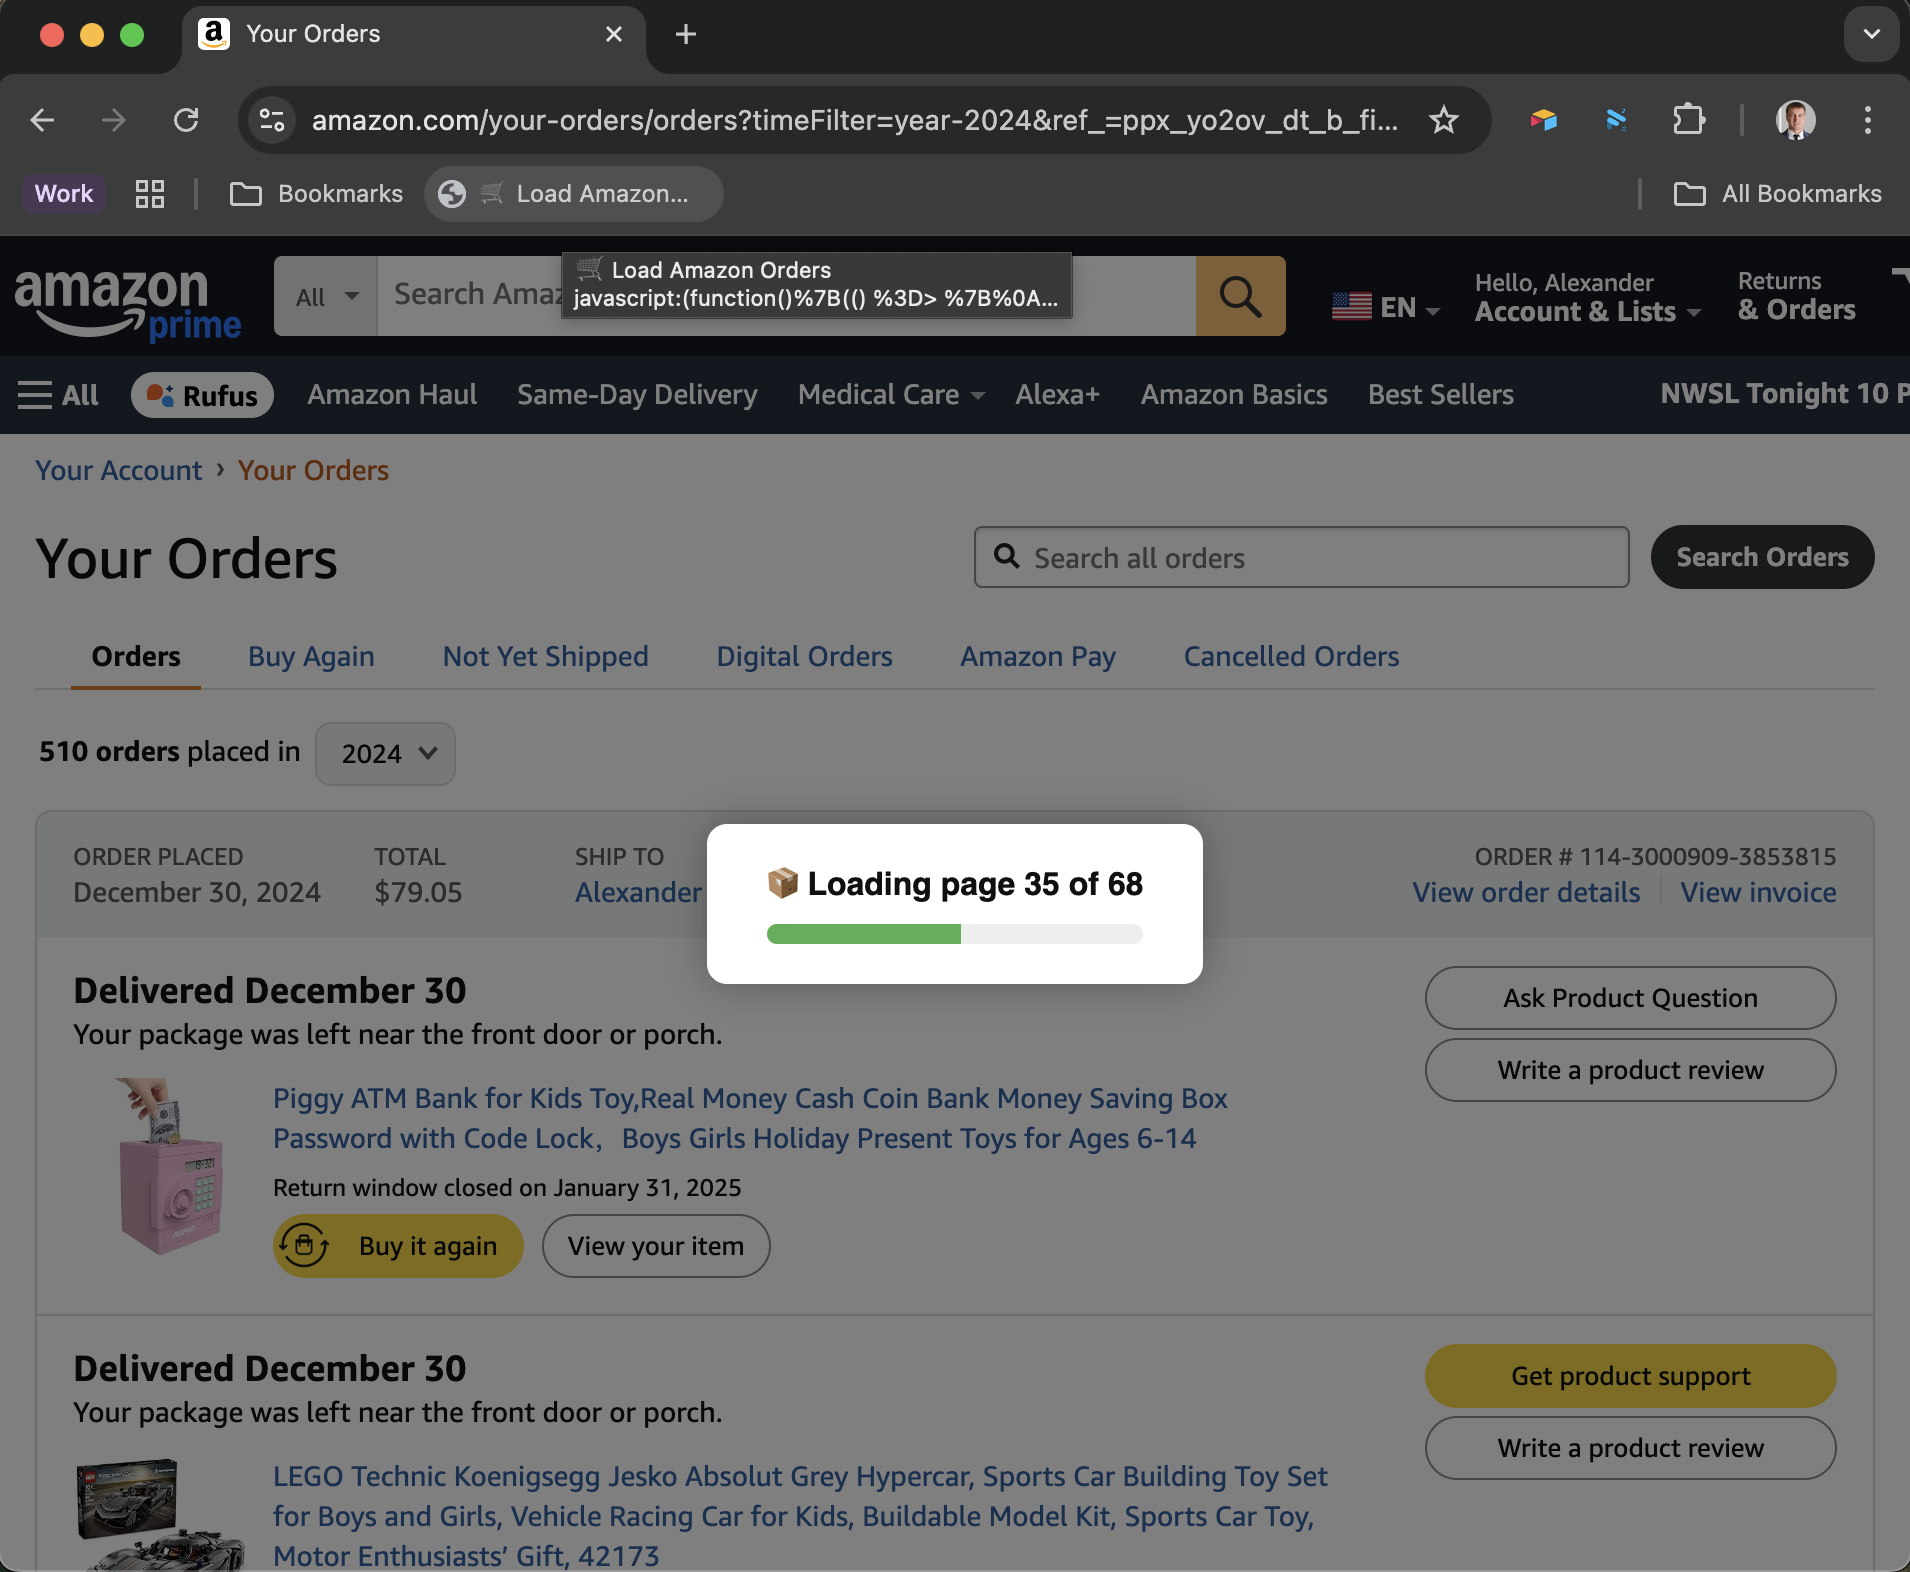 Your Orders
amazon.com/your-orders/orders?timeFilter=year-2024&ref_=ppx_yo2ov_dt_b_fi...
Work
Bookmarks
🛒 Load Amazon...
All Bookmarks
🛒 Load Amazon Orders
javascript:(function()%7B(() %3D> %7B%0A...
amazon
prime
All
Search Amaz
EN
Hello, Alexander
Account & Lists
Returns
& Orders
All
Rufus
Amazon Haul
Same-Day Delivery
Medical Care
Alexa+
Amazon Basics
Best Sellers
NWSL Tonight 10 P
Your Account › Your Orders
Your Orders
Search all orders
Search Orders
Orders
Buy Again
Not Yet Shipped
Digital Orders
Amazon Pay
Cancelled Orders
510 orders placed in
2024
ORDER PLACED
December 30, 2024
TOTAL
$79.05
SHIP TO
Alexander
ORDER # 114-3000909-3853815
View order details
View invoice
📦 Loading page 35 of 68
Delivered December 30
Your package was left near the front door or porch.
Ask Product Question
Write a product review
Piggy ATM Bank for Kids Toy,Real Money Cash Coin Bank Money Saving Box
Password with Code Lock， Boys Girls Holiday Present Toys for Ages 6-14
Return window closed on January 31, 2025
Buy it again
View your item
Delivered December 30
Your package was left near the front door or porch.
Get product support
Write a product review
LEGO Technic Koenigsegg Jesko Absolut Grey Hypercar, Sports Car Building Toy Set
for Boys and Girls, Vehicle Racing Car for Kids, Buildable Model Kit, Sports Car Toy,
Motor Enthusiasts’ Gift, 42173